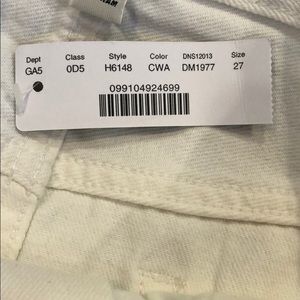 Dept Class Style Color DNS12013 Size
GA5 0D5 H6148 CWA DM1977 27
099104924699